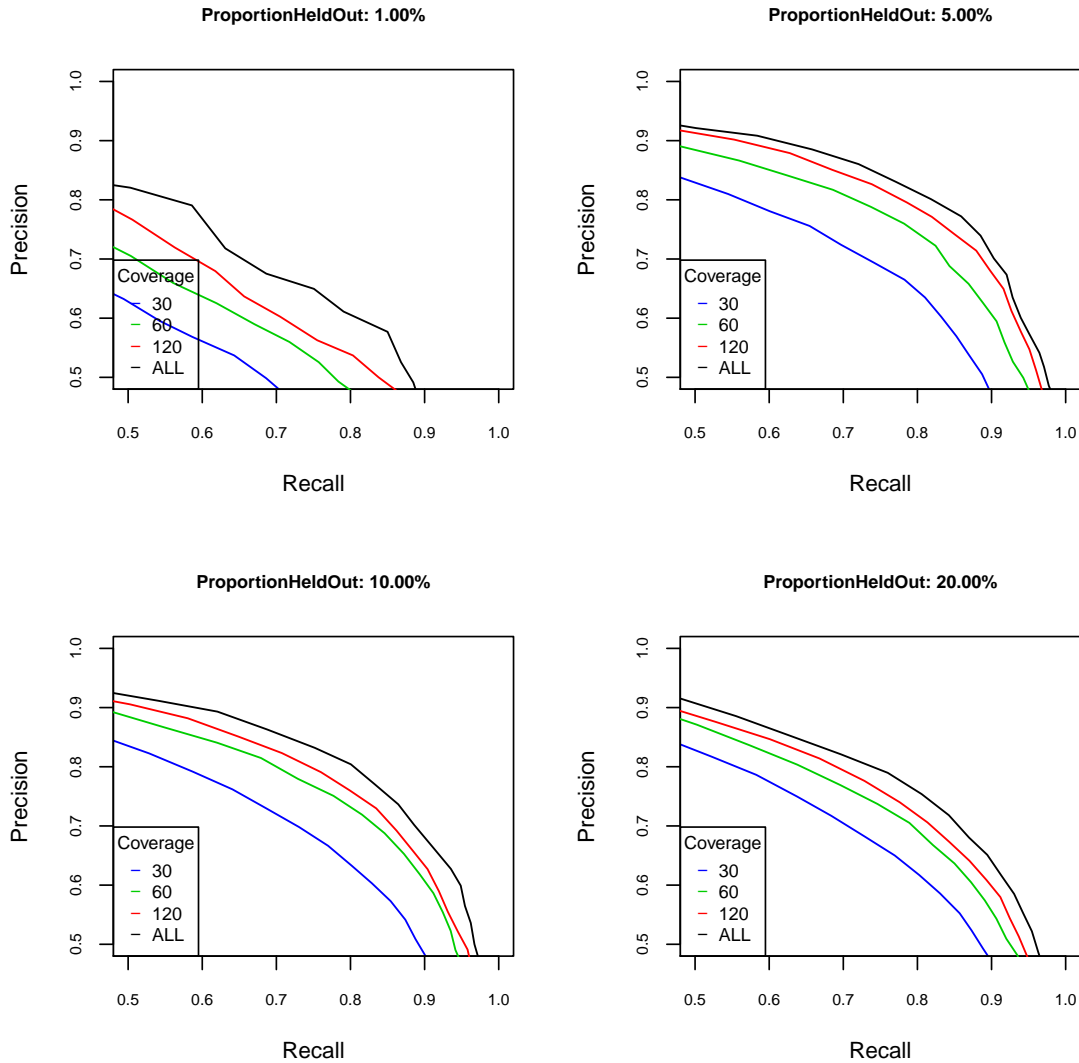 ProportionHeldOut: 1.00%
Precision
1.0
0.9
0.8
0.7
0.6
0.5
Coverage
30
60
120
ALL
0.5 0.6 0.7 0.8 0.9 1.0
Recall
ProportionHeldOut: 5.00%
Precision
1.0
0.9
0.8
0.7
0.6
0.5
Coverage
30
60
120
ALL
0.5 0.6 0.7 0.8 0.9 1.0
Recall
ProportionHeldOut: 10.00%
Precision
1.0
0.9
0.8
0.7
0.6
0.5
Coverage
30
60
120
ALL
0.5 0.6 0.7 0.8 0.9 1.0
Recall
ProportionHeldOut: 20.00%
Precision
1.0
0.9
0.8
0.7
0.6
0.5
Coverage
30
60
120
ALL
0.5 0.6 0.7 0.8 0.9 1.0
Recall